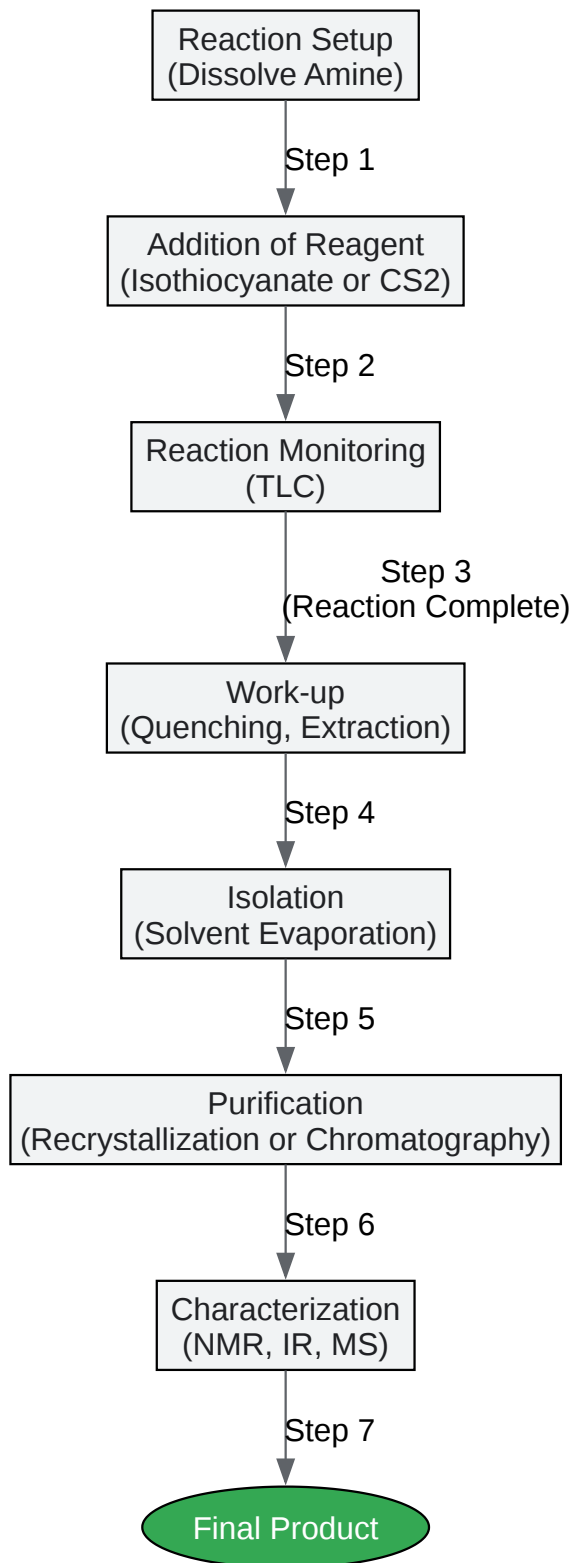 Reaction Setup
(Dissolve Amine)
Step 1
Addition of Reagent
(Isothiocyanate or CS2)
Step 2
Reaction Monitoring
(TLC)
Step 3
(Reaction Complete)
Work-up
(Quenching, Extraction)
Step 4
Isolation
(Solvent Evaporation)
Step 5
Purification
(Recrystallization or Chromatography)
Step 6
Characterization
(NMR, IR, MS)
Step 7
Final Product